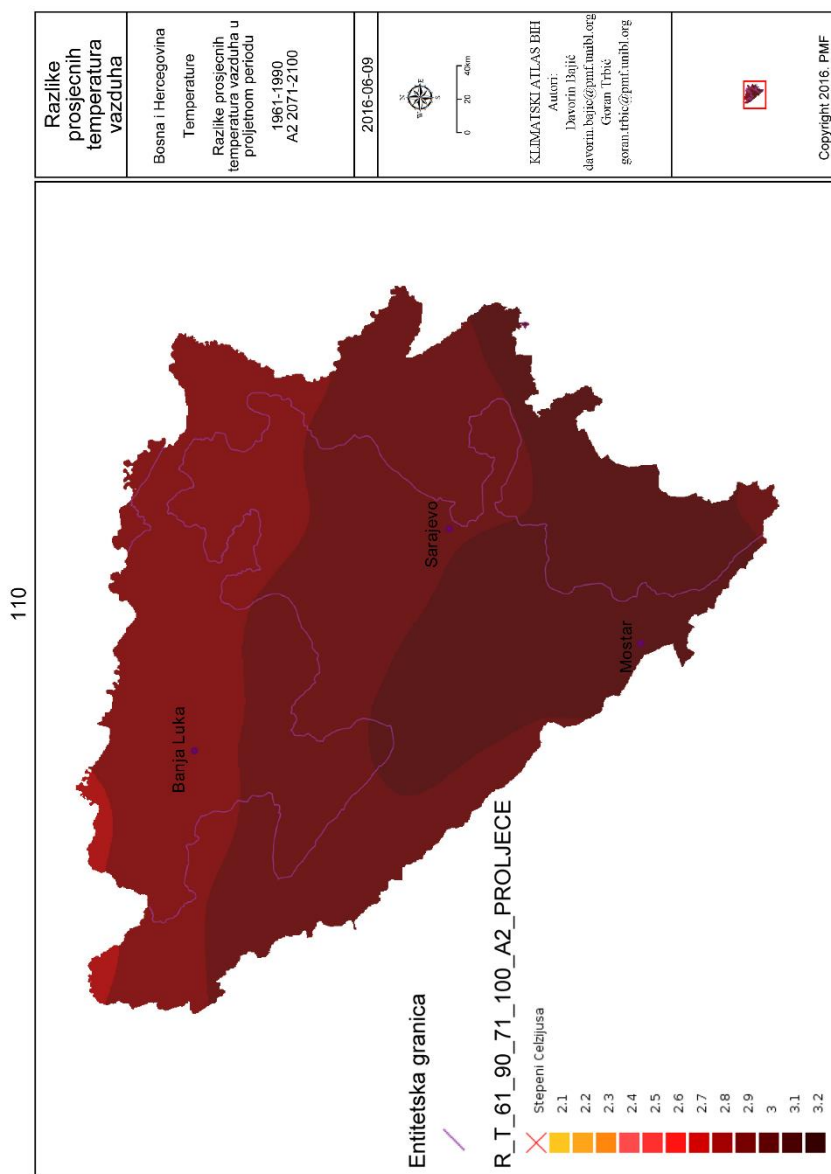 110
Razlike
prosjecnih
temperatura
vazduha
Bosna i Hercegovina
Temperature
Razlike prosjecnih
temperatura vazduha u
proljetnom periodu
1961-1990
A2 2071-2100
2016-06-09
N
W
E
S
0 20 40km
KLIMATSKI ATLAS BIH
Autori:
Davorin Bajić
davorin.bajic@pmf.unibl.org
Goran Trbić
goran.trbic@pmf.unibl.org
Copyright 2016. PMF
Banja Luka
Sarajevo
Mostar
Entitetska granica
R_T_61_90_71_100_A2_PROLJECE
Stepeni Celzijusa
2.1
2.2
2.3
2.4
2.5
2.6
2.7
2.8
2.9
3
3.1
3.2